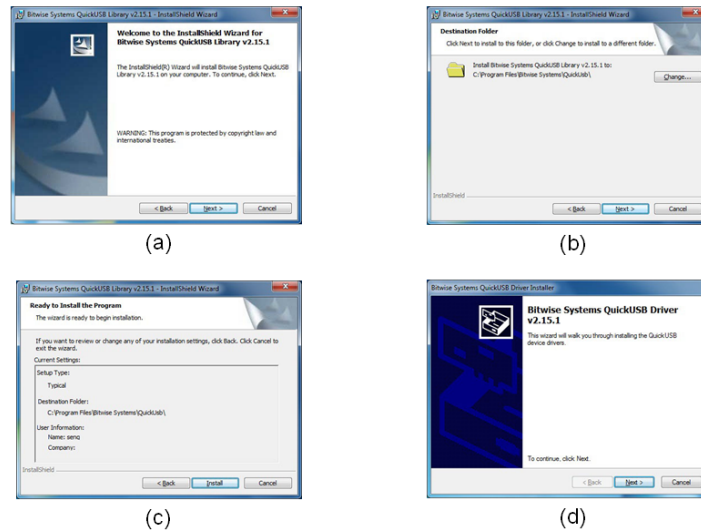 Bitwise Systems QuickUSB Library v2.15.1 - InstallShield Wizard
Welcome to the InstallShield Wizard for
Bitwise Systems QuickUSB Library v2.15.1
The InstallShield(R) Wizard will install Bitwise Systems QuickUSB
Library v2.15.1 on your computer. To continue, click Next.
WARNING: This program is protected by copyright law and
international treaties.
< Back
Next >
Cancel
(a)
Bitwise Systems QuickUSB Library v2.15.1 - InstallShield Wizard
Destination Folder
Click Next to install to this folder, or click Change to install to a different folder.
Install Bitwise Systems QuickUSB Library v2.15.1 to:
C:\Program Files\Bitwise Systems\QuickUsb\
Change...
InstallShield
< Back
Next >
Cancel
(b)
Bitwise Systems QuickUSB Library v2.15.1 - InstallShield Wizard
Ready to Install the Program
The wizard is ready to begin installation.
If you want to review or change any of your installation settings, click Back. Click Cancel to
exit the wizard.
Current Settings:
Setup Type:
Typical
Destination Folder:
C:\Program Files\Bitwise Systems\QuickUsb\
User Information:
Name: senq
Company:
InstallShield
< Back
Install
Cancel
(c)
Bitwise Systems QuickUSB Driver Installer
Bitwise Systems QuickUSB Driver
v2.15.1
This wizard will walk you through installing the QuickUSB
device drivers.
To continue, click Next.
< Back
Next >
Cancel
(d)